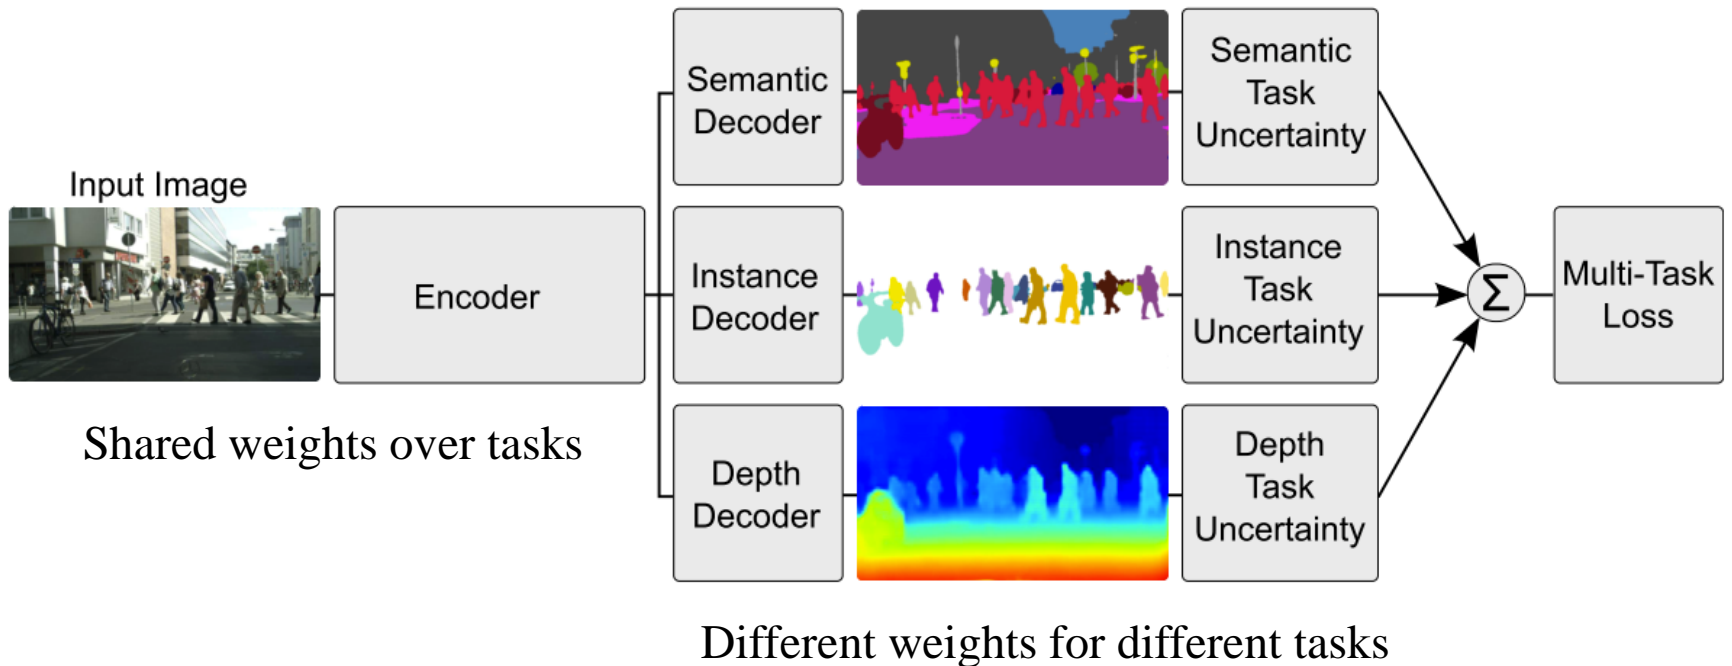 Input Image
Encoder
Shared weights over tasks
Semantic
Decoder
Instance
Decoder
Depth
Decoder
Semantic
Task
Uncertainty
Instance
Task
Uncertainty
Depth
Task
Uncertainty
Σ
Multi-Task
Loss
Different weights for different tasks